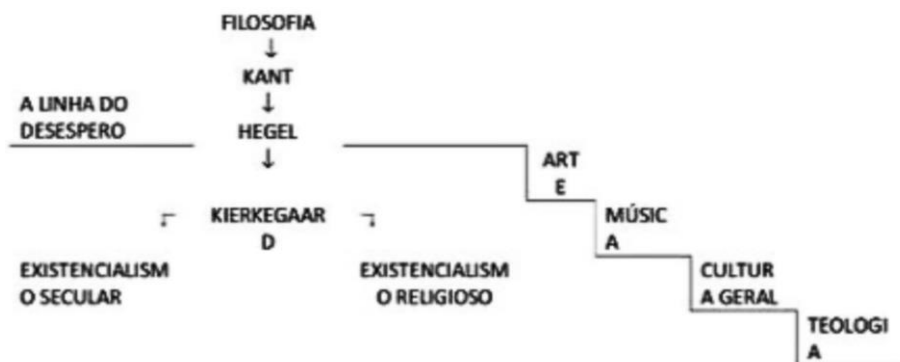 FILOSOFIA
↓
KANT
↓
A LINHA DO
DESESPERO
HEGEL
↓
ART
E
KIERKEGAAR
D
MÚSIC
A
EXISTENCIALISM
O SECULAR
EXISTENCIALISM
O RELIGIOSO
CULTUR
A GERAL
TEOLOGI
A